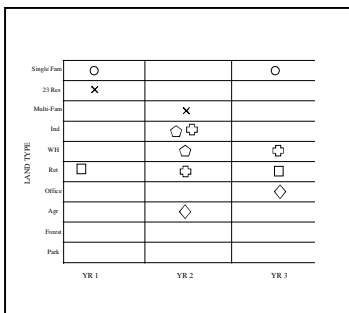 Single Fam
23 Res
Multi-Fam
Ind
WH
Ret
Office
Agr
Forest
Park
LAND TYPE
YR 1 YR 2 YR 3